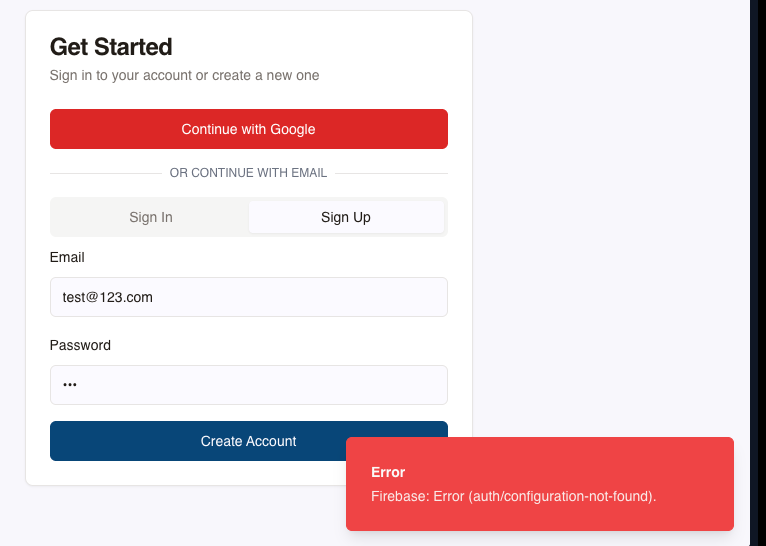 Get Started
Sign in to your account or create a new one
Continue with Google
OR CONTINUE WITH EMAIL
Sign In
Sign Up
Email
test@123.com
Password
•••
Create Account
Error
Firebase: Error (auth/configuration-not-found).